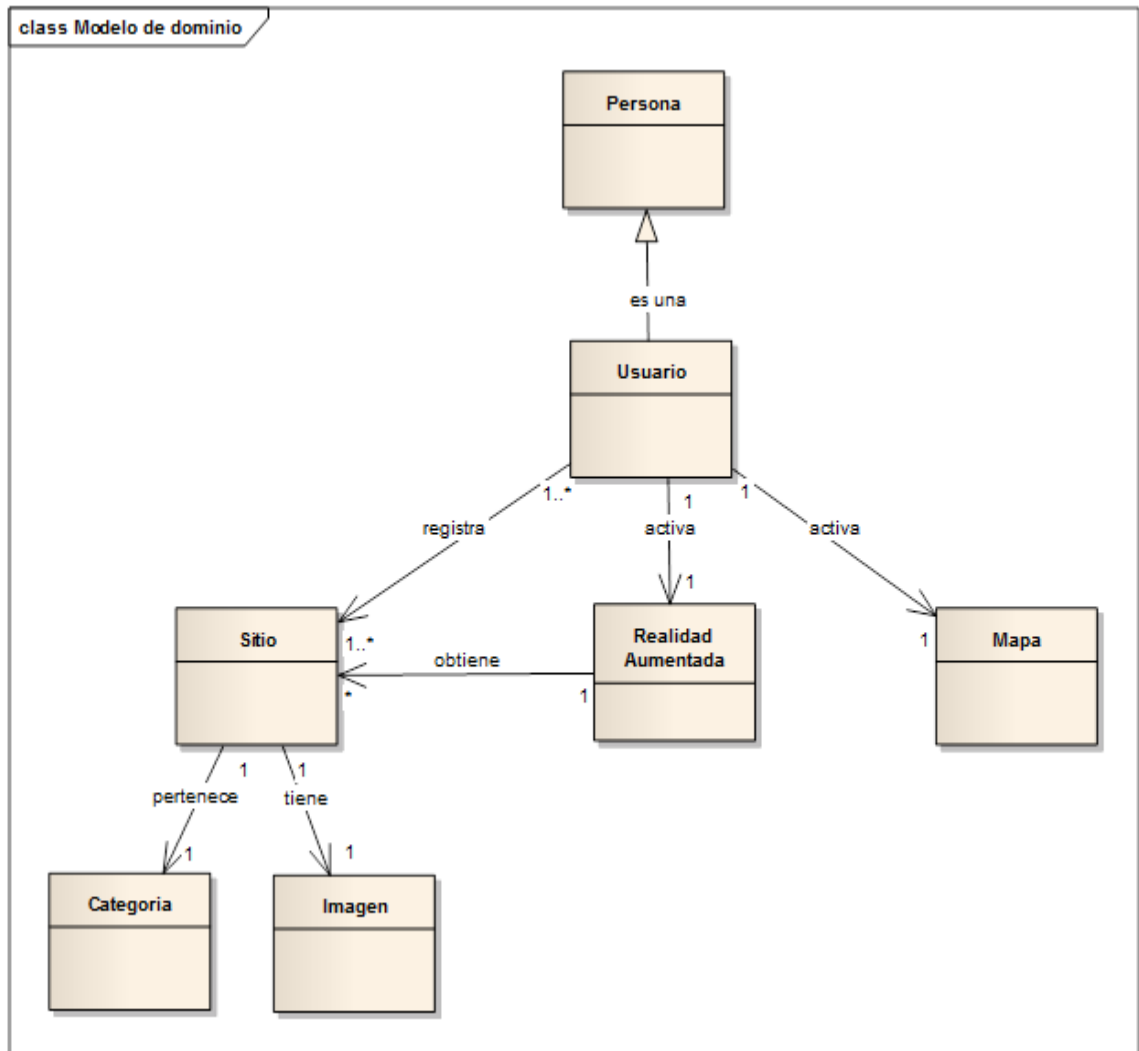 class Modelo de dominio
Persona
es una
Usuario
1..*
1
1
registra
activa
activa
1
Sitio
1..*
obtiene
Realidad
Aumentada
1
Mapa
*
1
1
1
pertenece
tiene
1
1
Categoria
Imagen